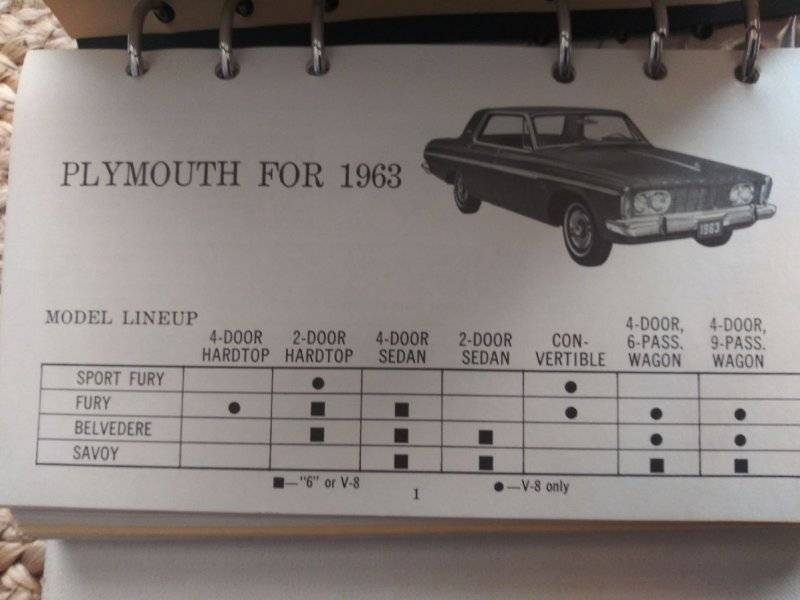 PLYMOUTH FOR 1963
1963
MODEL LINEUP
4-DOOR HARDTOP
2-DOOR HARDTOP
4-DOOR SEDAN
2-DOOR SEDAN
CON-VERTIBLE
4-DOOR, 6-PASS. WAGON
4-DOOR, 9-PASS. WAGON
SPORT FURY ● ●
FURY ● ■ ■ ● ● ●
BELVEDERE ■ ■ ■ ● ●
SAVOY ■ ■ ■ ■
■—"6" or V-8
●—V-8 only
1